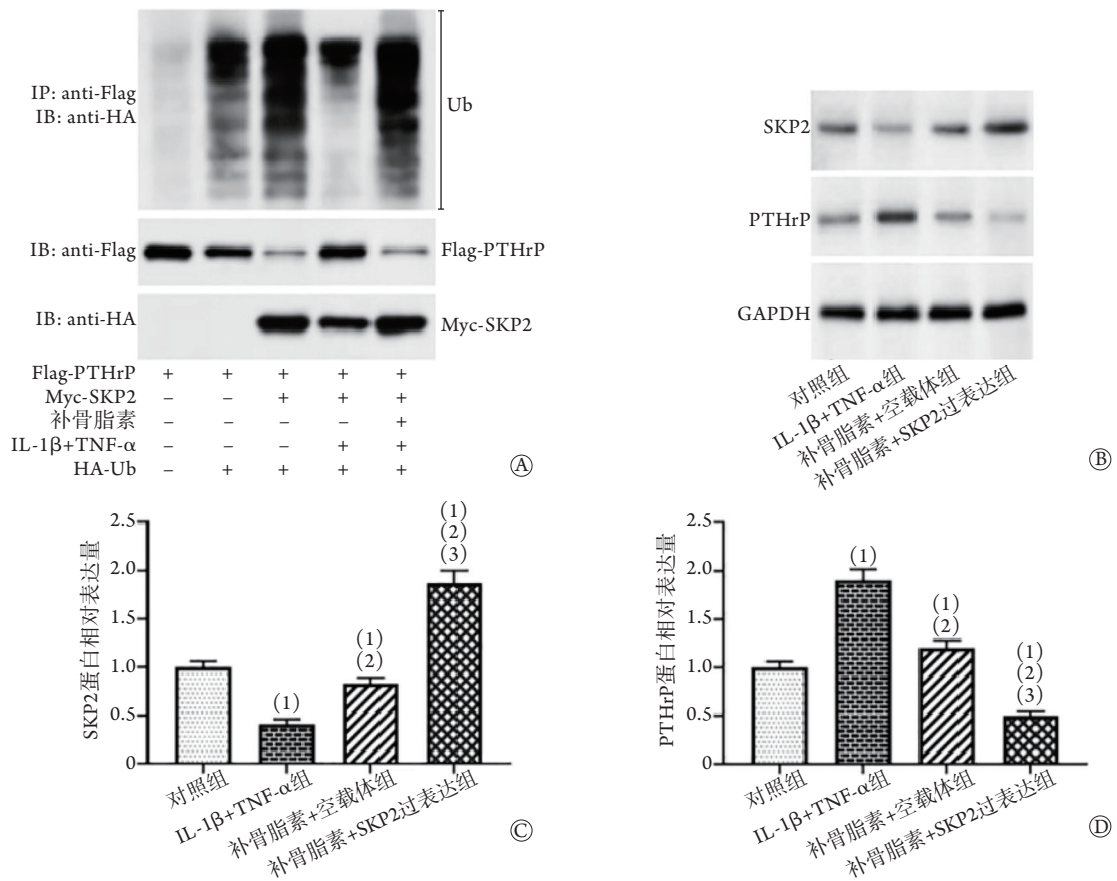 IP: anti-Flag
IB: anti-HA
Ub
IB: anti-Flag
Flag-PTHrP
IB: anti-HA
Myc-SKP2
Flag-PTHrP + + + + +
Myc-SKP2 – – + + +
补骨脂素 – – – – +
IL-1β+TNF-α – – – + +
HA-Ub – + + + +
Ⓐ
SKP2
PTHrP
GAPDH
对照组
IL-1β+TNF-α组
补骨脂素+空载体组
补骨脂素+SKP2过表达组
Ⓑ
SKP2蛋白相对表达量
2.5
2.0
1.5
1.0
0.5
0
(1)
(1)
(2)
(1)
(2)
(3)
对照组
IL-1β+TNF-α组
补骨脂素+空载体组
补骨脂素+SKP2过表达组
Ⓒ
PTHrP蛋白相对表达量
2.5
2.0
1.5
1.0
0.5
0
(1)
(1)
(2)
(1)
(2)
(3)
对照组
IL-1β+TNF-α组
补骨脂素+空载体组
补骨脂素+SKP2过表达组
Ⓓ